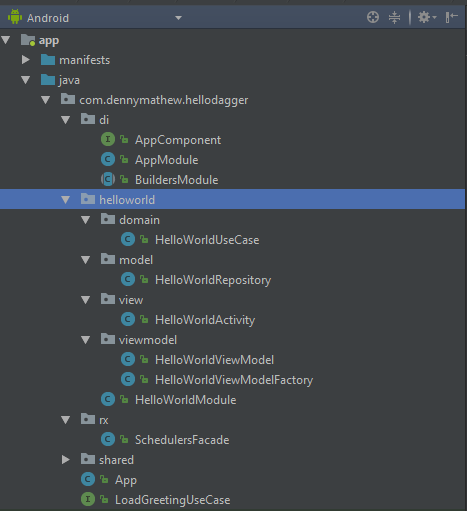 Android
app
manifests
java
com.dennymathew.hellodagger
di
AppComponent
AppModule
BuildersModule
helloworld
domain
HelloWorldUseCase
model
HelloWorldRepository
view
HelloWorldActivity
viewmodel
HelloWorldViewModel
HelloWorldViewModelFactory
HelloWorldModule
rx
SchedulersFacade
shared
App
LoadGreetingUseCase